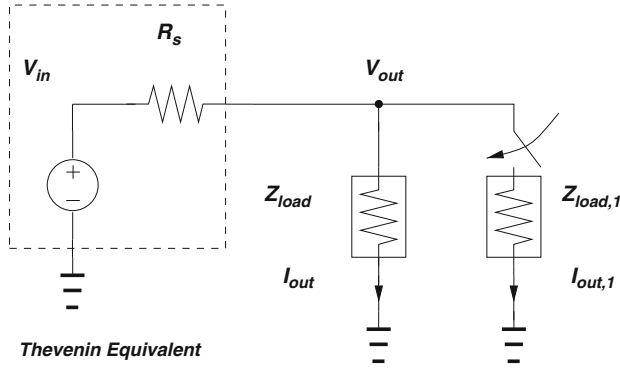 R_s
V_in
V_out
+
−
Z_load
Z_load,1
I_out
I_out,1
Thevenin Equivalent